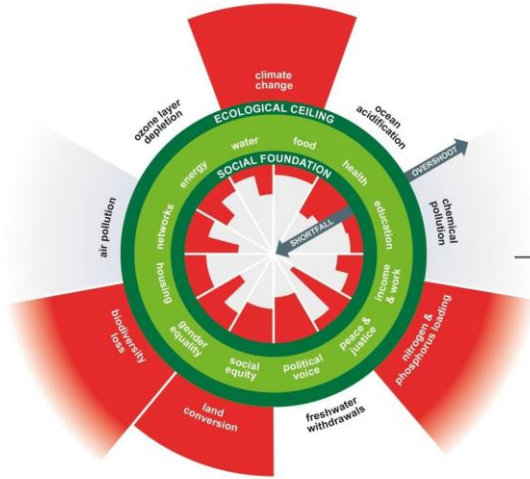 climate
change
ECOLOGICAL CEILING
ozone layer
depletion
ocean
acidification
water
food
energy
SOCIAL FOUNDATION
health
OVERSHOOT
SHORTFALL
air pollution
networks
education
chemical
pollution
housing
income
& work
biodiversity
loss
gender
equality
peace &
justice
nitrogen &
phosphorus loading
social
equity
political
voice
land
conversion
freshwater
withdrawals